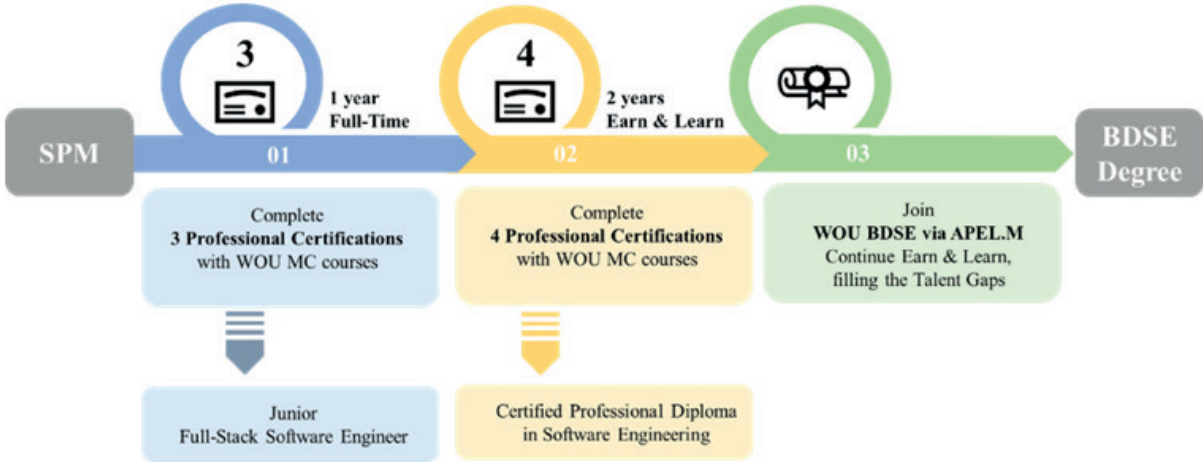 3
4
1 year
Full-Time
2 years
Earn & Learn
SPM
01
02
03
BDSE
Degree
Complete
3 Professional Certifications
with WOU MC courses
Complete
4 Professional Certifications
with WOU MC courses
Join
WOU BDSE via APEL.M
Continue Earn & Learn,
filling the Talent Gaps
Junior
Full-Stack Software Engineer
Certified Professional Diploma
in Software Engineering